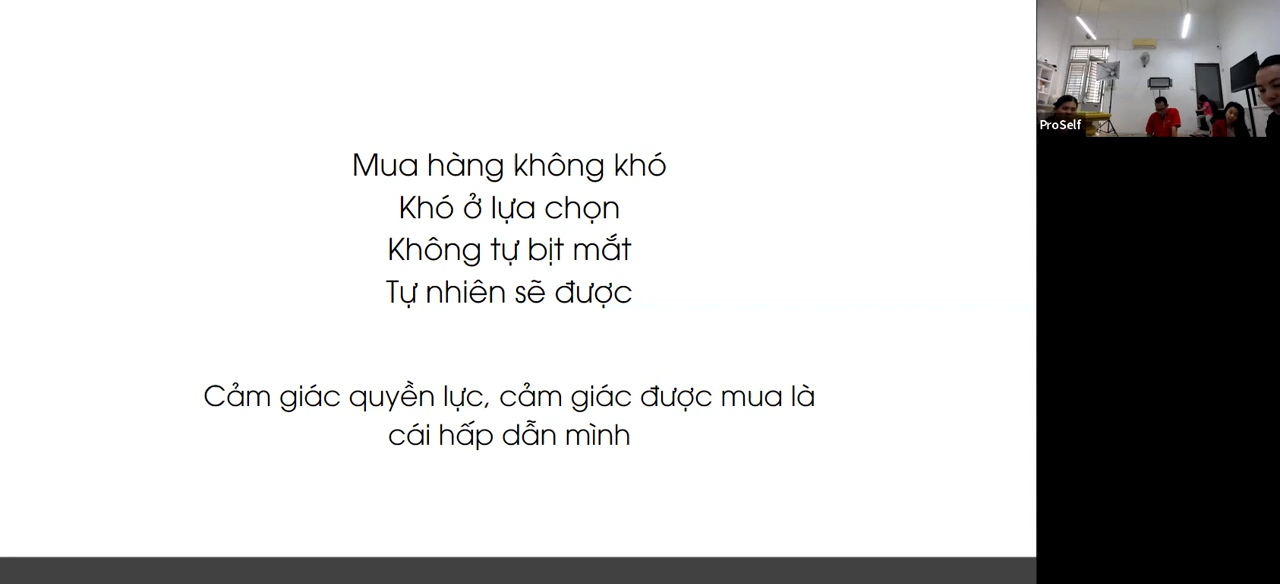 Mua hàng không khó
Khó ở lựa chọn
Không tự bịt mắt
Tự nhiên sẽ được
Cảm giác quyền lực, cảm giác được mua là
cái hấp dẫn mình
ProSelf